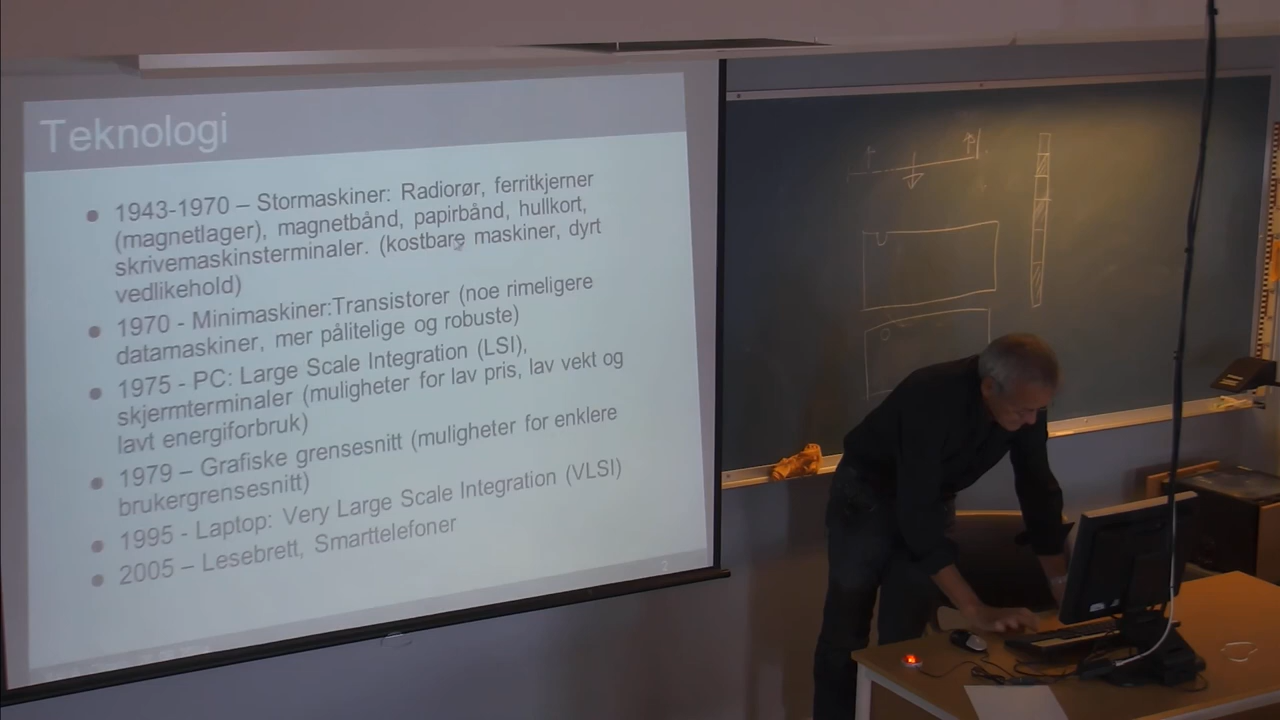 Teknologi
1943-1970 – Stormaskiner: Radiorør, ferritkjerner
(magnetlager), magnetbånd, papirbånd, hullkort,
skrivemaskinsterminaler. (kostbare maskiner, dyrt
vedlikehold)
1970 - Minimaskiner:Transistorer (noe rimeligere
datamaskiner, mer pålitelige og robuste)
1975 - PC: Large Scale Integration (LSI),
skjermterminaler (muligheter for lav pris, lav vekt og
lavt energiforbruk)
1979 – Grafiske grensesnitt (muligheter for enklere
brukergrensesnitt)
1995 - Laptop: Very Large Scale Integration (VLSI)
2005 – Lesebrett, Smarttelefoner
2